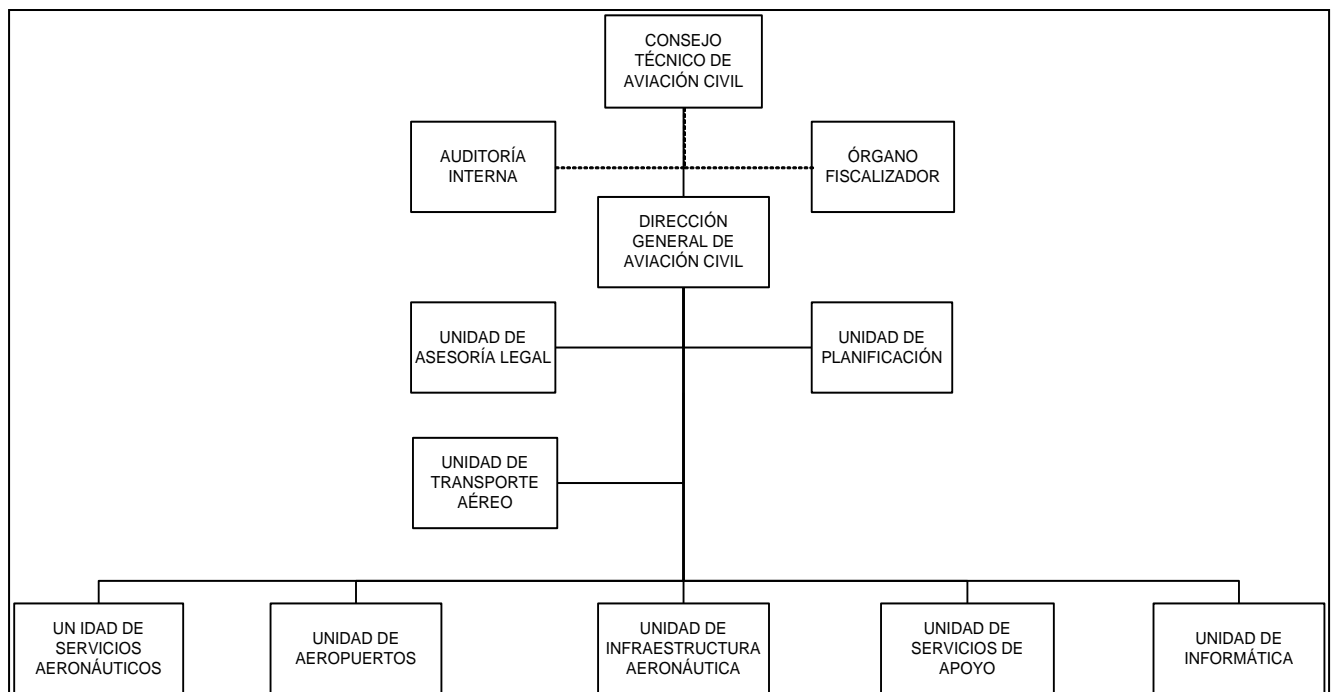 CONSEJO
TÉCNICO DE
AVIACIÓN CIVIL
AUDITORÍA
INTERNA
ÓRGANO
FISCALIZADOR
DIRECCIÓN
GENERAL DE
AVIACIÓN CIVIL
UNIDAD DE
ASESORÍA LEGAL
UNIDAD DE
PLANIFICACIÓN
UNIDAD DE
TRANSPORTE
AÉREO
UN IDAD DE
SERVICIOS
AERONÁUTICOS
UNIDAD DE
AEROPUERTOS
UNIDAD DE
INFRAESTRUCTURA
AERONÁUTICA
UNIDAD DE
SERVICIOS DE
APOYO
UNIDAD DE
INFORMÁTICA